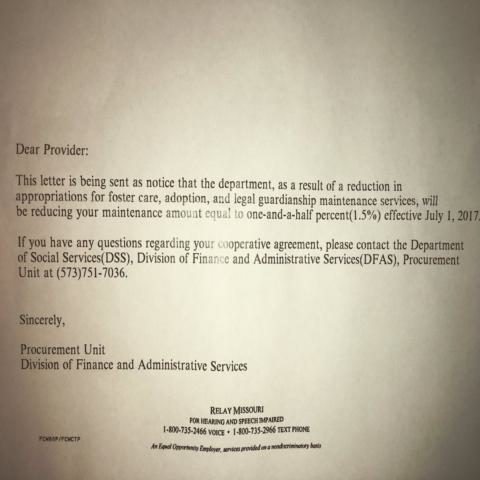 Dear Provider:
This letter is being sent as notice that the department, as a result of a reduction in
appropriations for foster care, adoption, and legal guardianship maintenance services, will
be reducing your maintenance amount equal to one-and-a-half percent(1.5%) effective July 1, 2017.
If you have any questions regarding your cooperative agreement, please contact the Department
of Social Services(DSS), Division of Finance and Administrative Services(DFAS), Procurement
Unit at (573)751-7036.
Sincerely,
Procurement Unit
Division of Finance and Administrative Services
RELAY MISSOURI
FOR HEARING AND SPEECH IMPAIRED
1-800-735-2466 VOICE • 1-800-735-2966 TEXT PHONE
An Equal Opportunity Employer, services provided on a nondiscriminatory basis